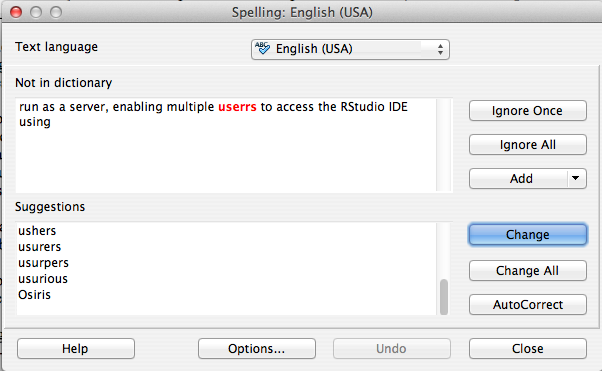 Spelling: English (USA)
Text language
English (USA)
Not in dictionary
run as a server, enabling multiple userrs to access the RStudio IDE
using
Ignore Once
Ignore All
Add
Suggestions
ushers
usurers
usurpers
usurious
Osiris
Change
Change All
AutoCorrect
Help
Options...
Undo
Close